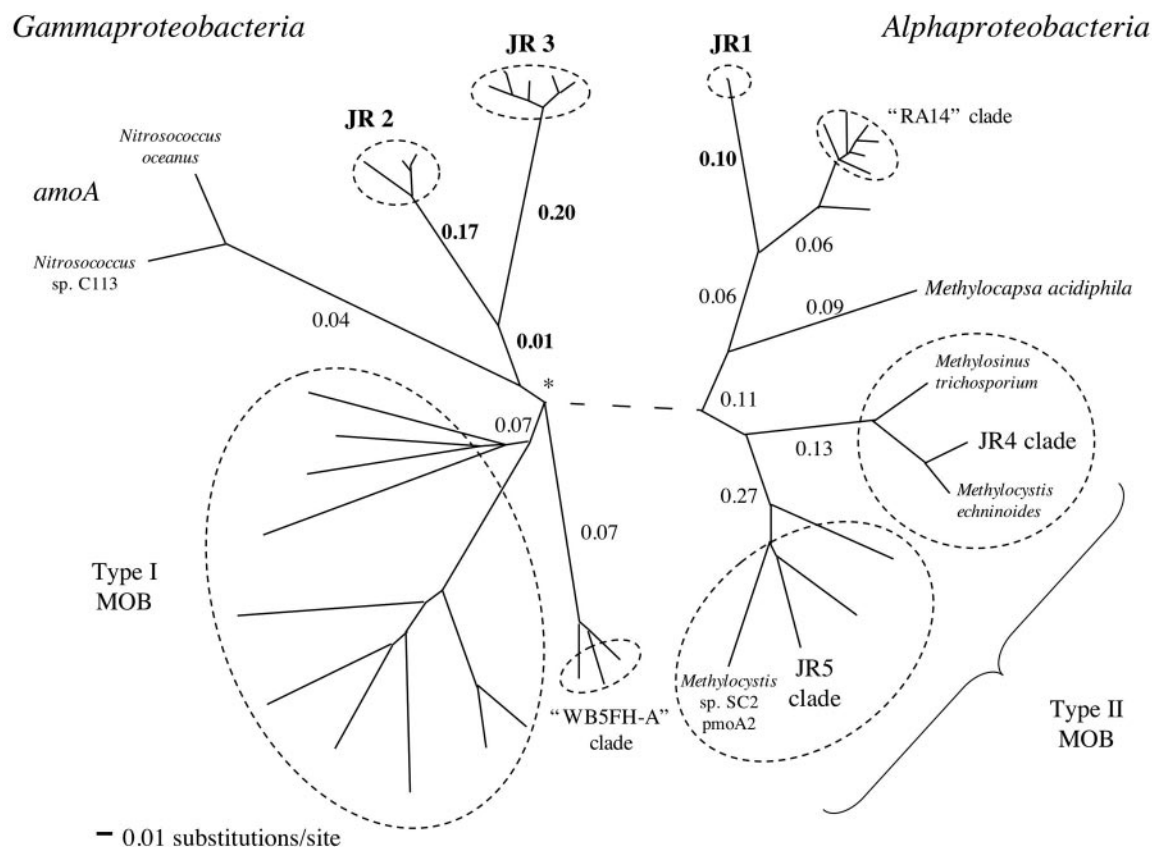 Gammaproteobacteria
Alphaproteobacteria
JR 3
JR1
JR 2
"RA14" clade
Nitrosococcus
oceanus
amoA
0.10
0.20
0.17
Nitrosococcus
sp. C113
0.06
0.06
Methylocapsa acidiphila
0.09
0.04
0.01
*
Methylosinus
trichosporium
0.11
0.07
JR4 clade
0.13
Methylocystis
echninoides
0.27
0.07
Type I
MOB
JR5
clade
Methylocystis
sp. SC2
pmoA2
"WB5FH-A"
clade
Type II
MOB
0.01 substitutions/site